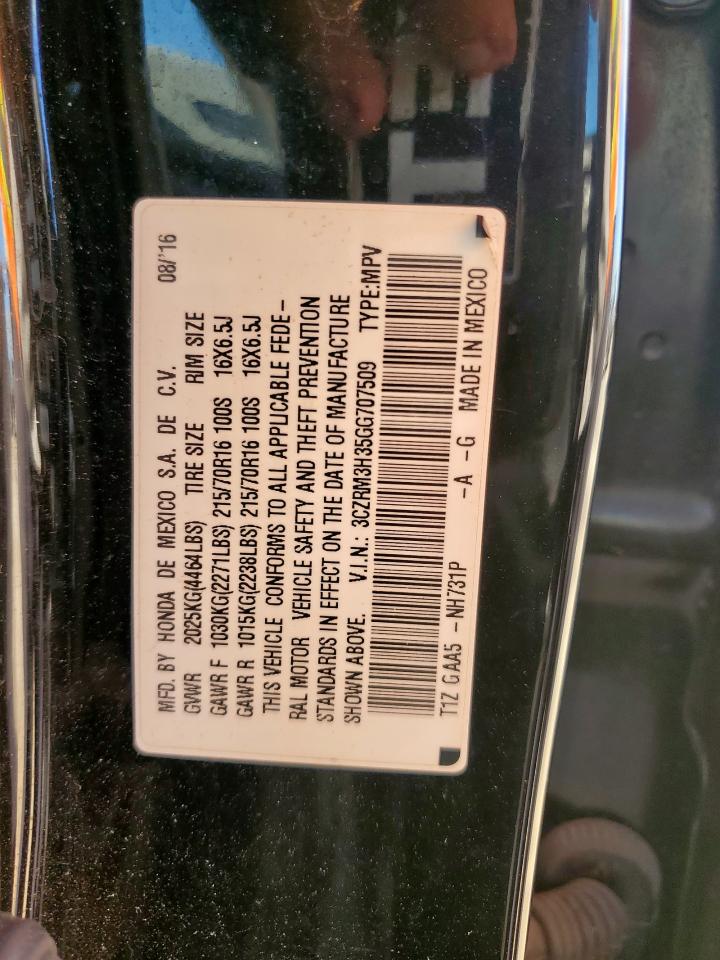 MFD. BY HONDA DE MEXICO S.A. DE C.V. 08/'16
GVWR 2025KG(4464LBS) TIRE SIZE RIM SIZE
GAWR F 1030KG(2271LBS) 215/70R16 100S 16X6.5J
GAWR R 1015KG(2238LBS) 215/70R16 100S 16X6.5J
THIS VEHICLE CONFORMS TO ALL APPLICABLE FEDE-
RAL MOTOR VEHICLE SAFETY AND THEFT PREVENTION
STANDARDS IN EFFECT ON THE DATE OF MANUFACTURE
SHOWN ABOVE. V.I.N.: 3CZRM3H35GG707509 TYPE:MPV
T1Z GAA5 -NH731P -A -G MADE IN MEXICO